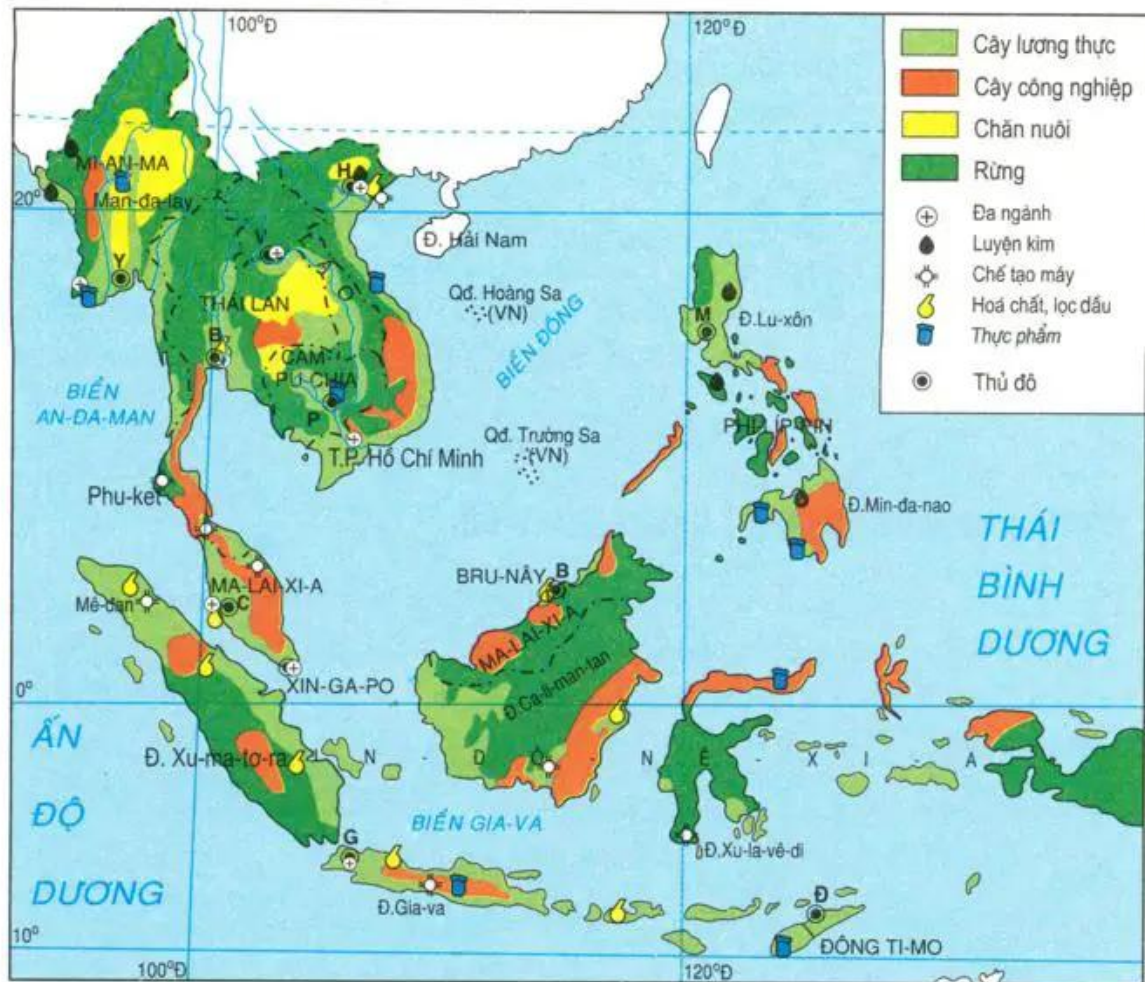 100°Đ
120°Đ
Cây lương thực
Cây công nghiệp
Chăn nuôi
Rừng
Đa ngành
Luyện kim
Chế tạo máy
Hoá chất, lọc dầu
Thực phẩm
Thủ đô
MI-AN-MA
Man-đa-lay
20°
H
Đ. Hải Nam
Y
V
L
À
O
THÁI LAN
Qđ. Hoàng Sa
(VN)
M
Đ.Lu-xôn
B
CĂM-
PU-CHIA
BIỂN ĐÔNG
BIỂN
AN-ĐA-MAN
P
T.P. Hồ Chí Minh
Qđ. Trường Sa
(VN)
PHI-LÍP-PIN
Phu-ket
Đ.Min-đa-nao
THÁI
BÌNH
DƯƠNG
BRU-NÂY
B
MA-LAI-XI-A
Mê-đan
C
MA-LAI-XI-A
XIN-GA-PO
Đ.Ca-li-man-tan
0°
ẤN
ĐỘ
DƯƠNG
Đ. Xu-ma-tơ-ra
I - N - D - Ô - N - Ê - X - I - A
BIỂN GIA-VA
G
Đ.Gia-va
Đ.Xu-la-vê-di
Đ
ĐÔNG TI-MO
10°
100°Đ
120°Đ